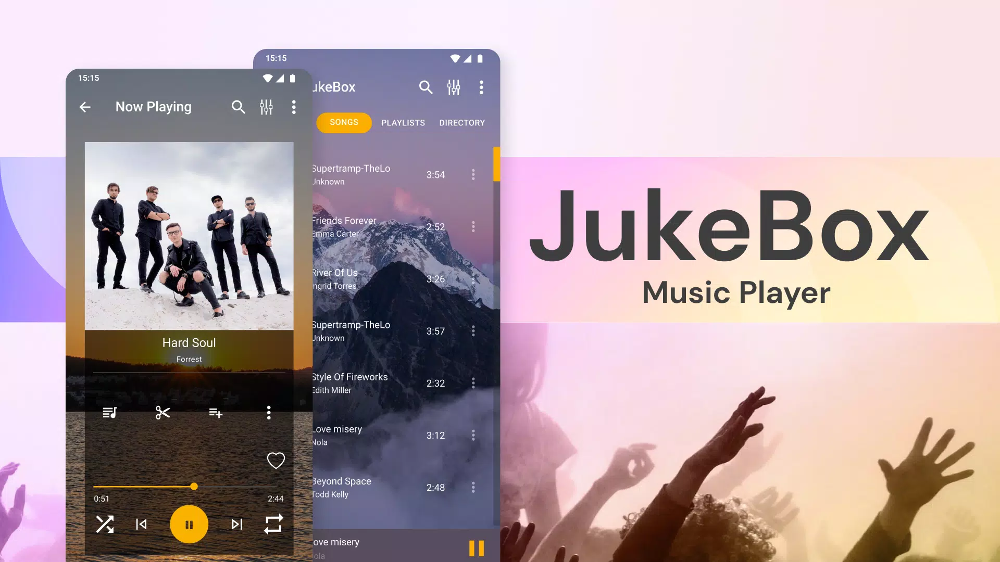 15:15
Now Playing
Hard Soul
Forrest
0:51
2:44
15:15
ukeBox
SONGS
PLAYLISTS
DIRECTORY
Supertramp-TheLo
3:54
Unknown
Friends Forever
2:52
Emma Carter
River Of Us
3:26
ngrid Torres
Supertramp-TheLo
3:57
Unknown
Style Of Fireworks
2:32
Edith Miller
Love misery
3:12
Nola
Beyond Space
2:48
Todd Kelly
ove misery
ola
JukeBox
Music Player